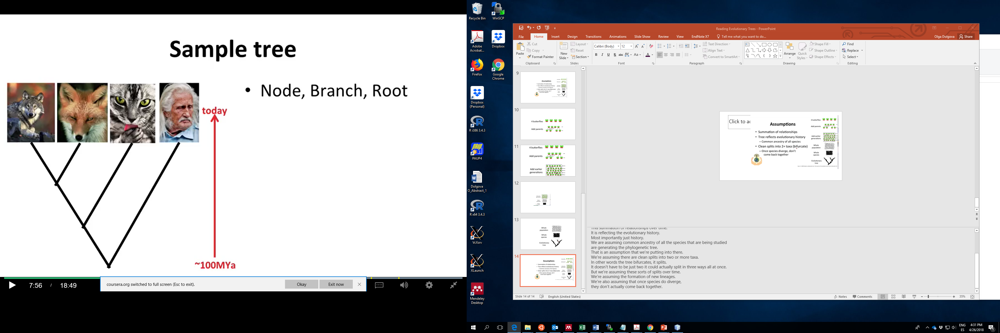 Sample tree
• Node, Branch, Root
today
~100MYa
7:56 / 18:49
coursera.org switched to full screen (Esc to exit).
Okay
Exit now
Recycle Bin
WinSCP
Adobe Acrobat...
Dropbox
Firefox
Google Chrome
Dropbox (Personal)
R i386 3.4.3
PAUP4
Dolgova O_Abstract_1
R x64 3.4.3
VcXsrv
XLaunch
Mendeley Desktop
Reading Evolutionary Trees - PowerPoint
File Home Insert Design Transitions Animations Slide Show Review View EndNote X7 Tell me what you want to do...
Olga Dolgova Share
Paste
Cut
Copy
Format Painter
Clipboard
New Slide
Layout
Reset
Section
Slides
Calibri (Body) 12
B I U S abc AV Aa A
Font
Text Direction
Align Text
Convert to SmartArt
Paragraph
Arrange
Quick Styles
Shape Fill
Shape Outline
Shape Effects
Drawing
Find
Replace
Select
Editing
9
Assumptions
10
4 butterflies
Add parents
11
4 butterflies
Add parents
Add earlier generations
12
13
Whole population
Whole species
Evolutionary tree
14
Assumptions
Click to ac
Assumptions
• Summation of relationships
• Tree reflects evolutionary history
– Common ancestry of all species
• Clean splits into 2+ taxa (bifurcate)
– Once species diverge, don't
come back together
4 butterflies
Add parents
Add earlier generations
Whole population
Whole species
Evolutionary tree
This summation of relationships over time.
It is reflecting the evolutionary history.
Most importantly just history.
We are assuming common ancestry of all the species that are being studied
are generating the phylogenetic tree.
That is an assumption that we're putting into there.
We're assuming there are clean splits into two or more taxa.
In other words the tree bifurcates, it splits.
It doesn't have to be just two it could actually split in three ways all at once.
But we're assuming these sorts of splits over time.
We're assuming the formation of new lineages.
We're also assuming that once species do diverge,
they don't actually come back together.
Slide 14 of 14
English (United States)
Notes
Comments
35%
ENG
ES
4:31 PM
4/26/2018